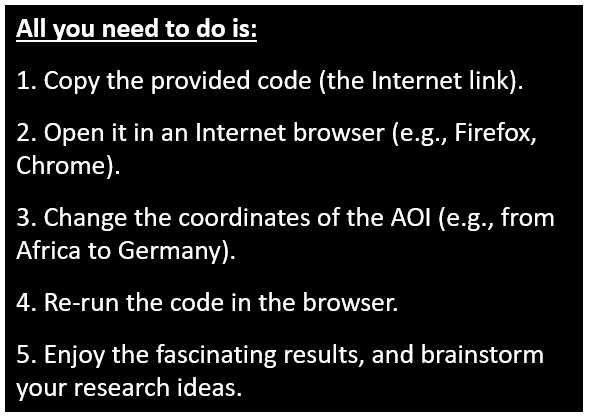 All you need to do is:
1. Copy the provided code (the Internet link).
2. Open it in an Internet browser (e.g., Firefox,
Chrome).
3. Change the coordinates of the AOI (e.g., from
Africa to Germany).
4. Re-run the code in the browser.
5. Enjoy the fascinating results, and brainstorm
your research ideas.